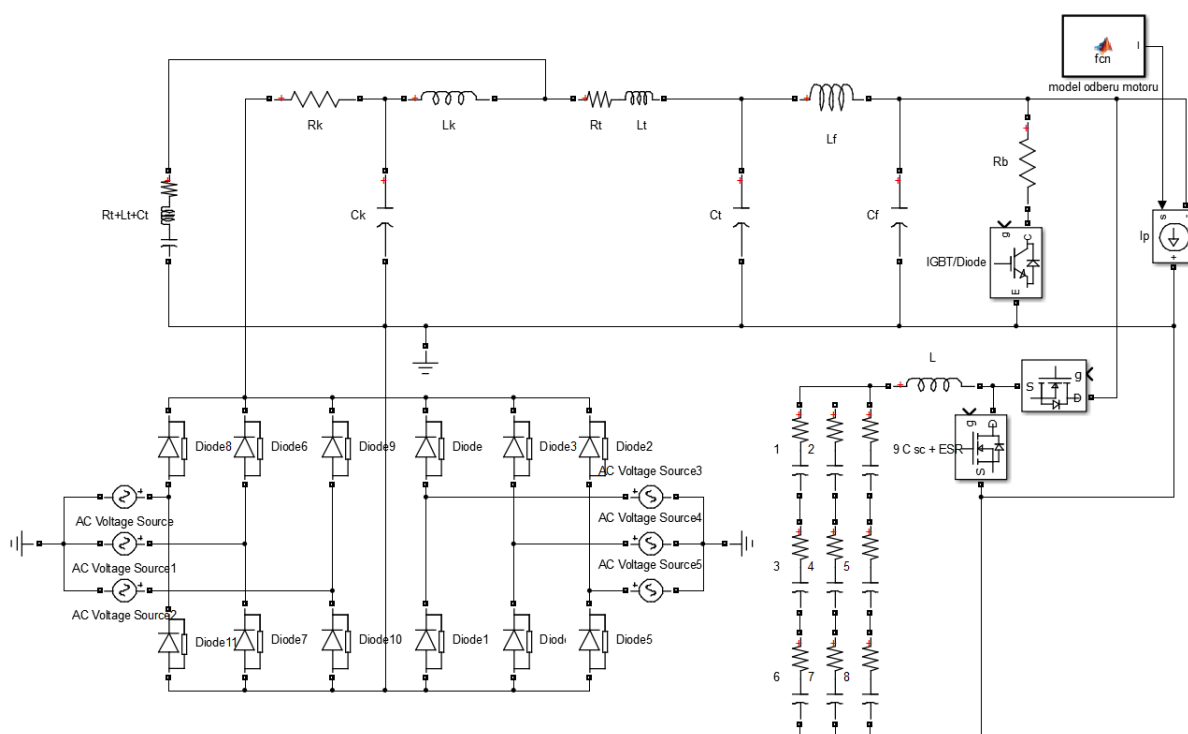 fcn
I
model odberu motoru
Rk
Lk
Rt
Lt
Lf
Rb
Rt+Lt+Ct
Ck
Ct
Cf
g
C
E
IGBT/Diode
s
-
Ip
+
L
S
g
D
1
2
9 C sc + ESR
g
D
S
Diode8
Diode6
Diode9
Diode
Diode3
Diode2
AC Voltage Source3
AC Voltage Source
AC Voltage Source4
AC Voltage Source1
AC Voltage Source5
AC Voltage Source2
3
4
5
Diode11
Diode7
Diode10
Diode1
Diod
Diode5
6
7
8